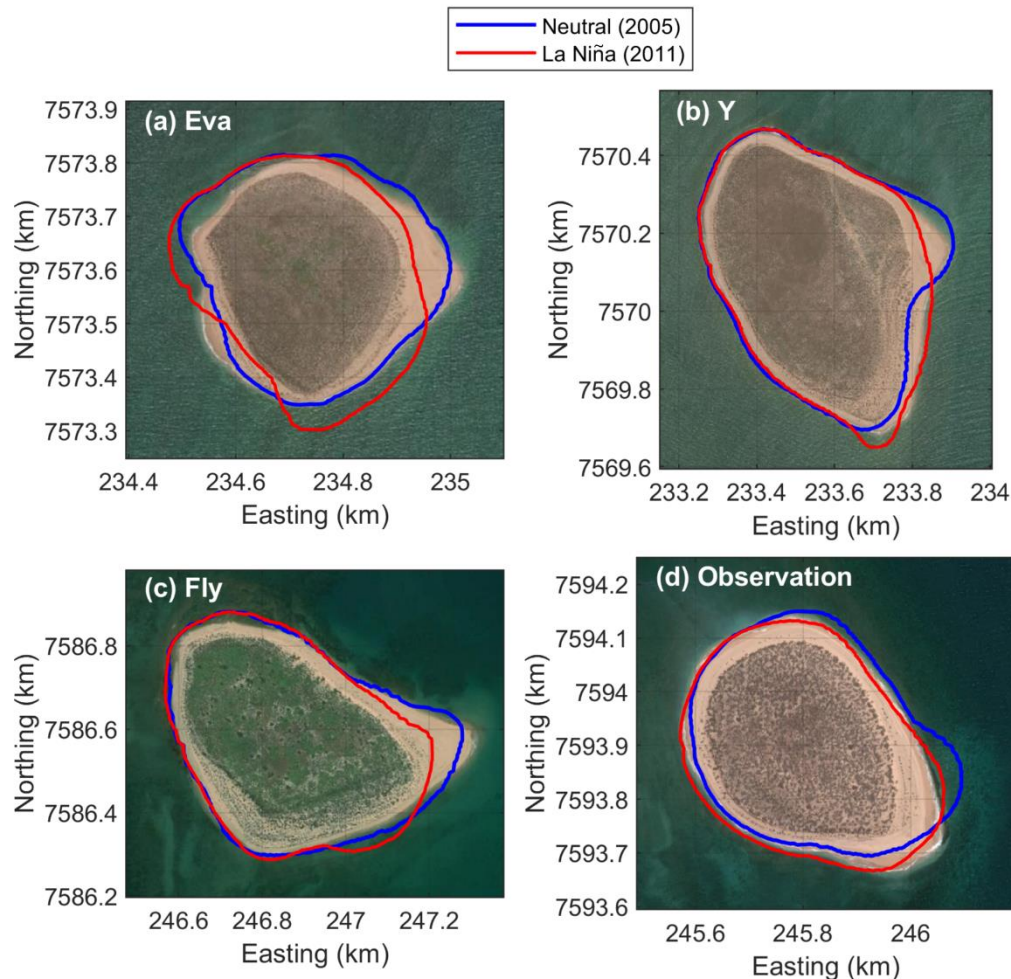 Neutral (2005)
La Niña (2011)
(a) Eva
7573.9
7573.8
7573.7
7573.6
7573.5
7573.4
7573.3
234.4
234.6
234.8
235
Easting (km)
Northing (km)
(b) Y
7570.4
7570.2
7570
7569.8
7569.6
233.2
233.4
233.6
233.8
234
Easting (km)
Northing (km)
(c) Fly
7586.8
7586.6
7586.4
7586.2
246.6
246.8
247
247.2
Easting (km)
Northing (km)
(d) Observation
7594.2
7594.1
7594
7593.9
7593.8
7593.7
7593.6
245.6
245.8
246
Easting (km)
Northing (km)